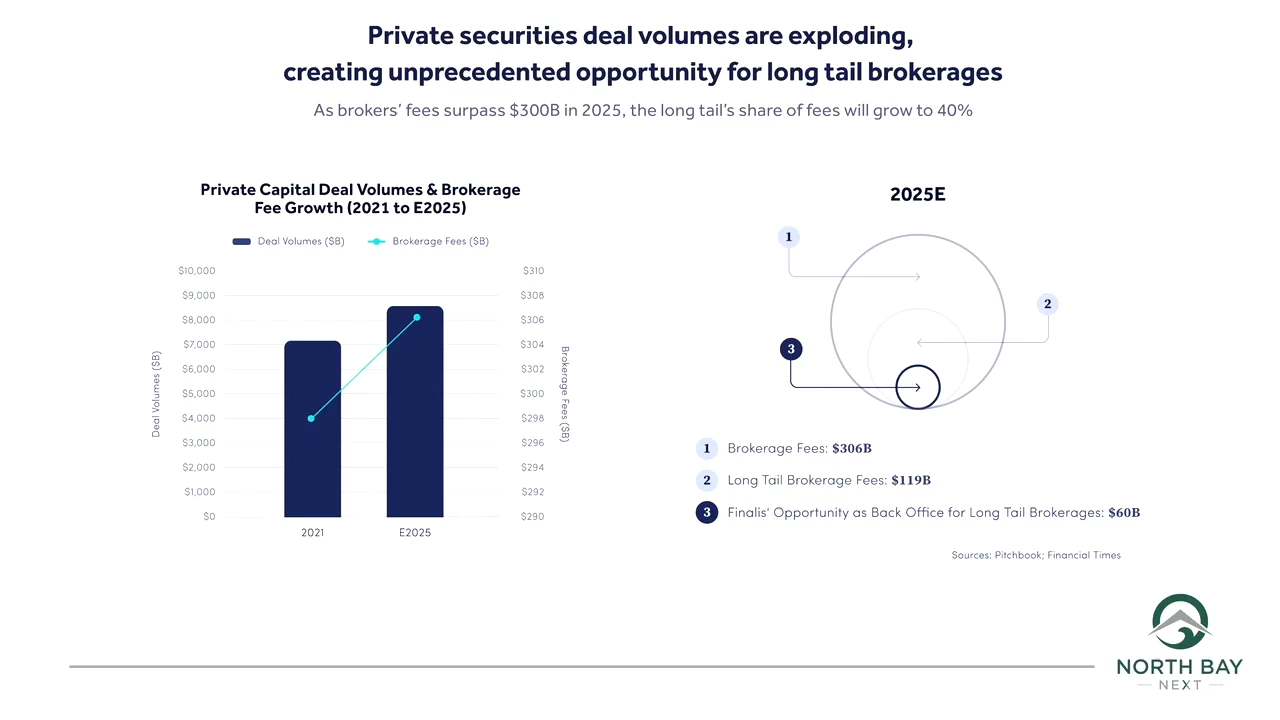 Private securities deal volumes are exploding,
creating unprecedented opportunity for long tail brokerages
As brokers' fees surpass $300B in 2025, the long tail's share of fees will grow to 40%
Private Capital Deal Volumes & Brokerage
Fee Growth (2021 to E2025)
Deal Volumes ($B)
Brokerage Fees ($B)
Deal Volumes ($B)
$10,000
$9,000
$8,000
$7,000
$6,000
$5,000
$4,000
$3,000
$2,000
$1,000
$0
2021
E2025
$310
$308
$306
$304
$302
$300
$298
$296
$294
$292
$290
Brokerage Fees ($B)
2025E
1
2
3
1 Brokerage Fees: $306B
2 Long Tail Brokerage Fees: $119B
3 Finalis' Opportunity as Back Office for Long Tail Brokerages: $60B
Sources: Pitchbook; Financial Times
NORTH BAY
NEXT